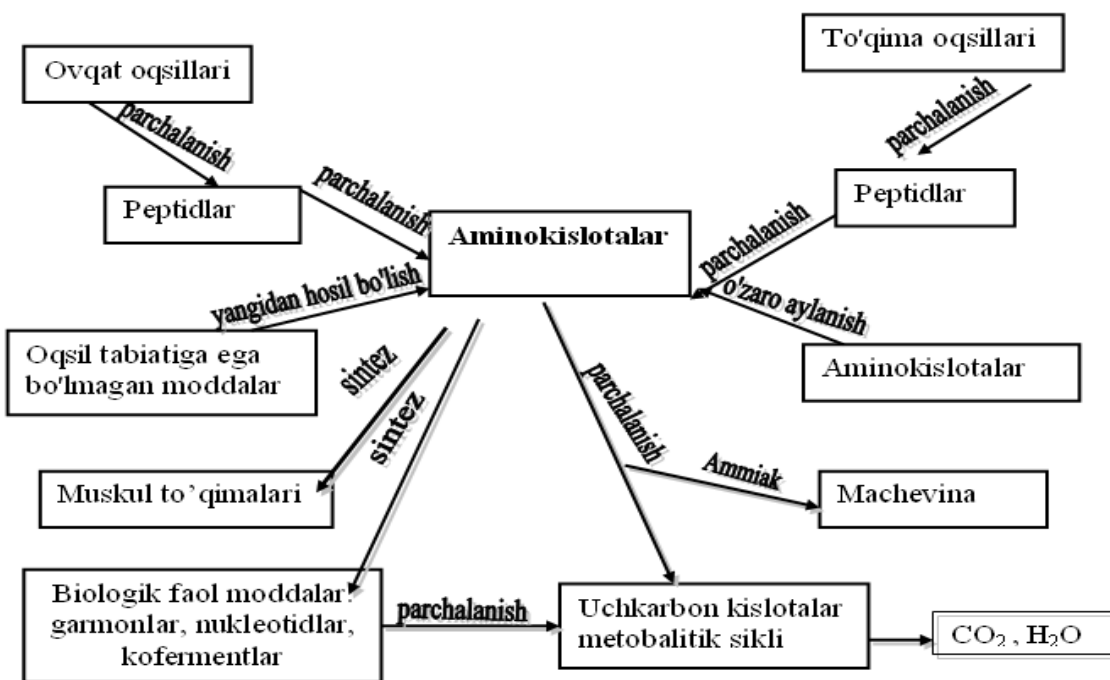 Ovqat oqsillari
To'qima oqsillari
parchalanish
parchalanish
Peptidlar
parchalanish
Peptidlar
Aminokislotalar
parchalanish
yangidan hosil bo'lish
o'zaro aylanish
Oqsil tabiatiga ega
bo'lmagan moddalar
sintez
sintez
parchalanish
Aminokislotalar
Muskul to’qimalari
Ammiak
Machevina
Biologik faol moddalar:
garmonlar, nukleotidlar,
kofermentlar
parchalanish
Uchkarbon kislotalar
metobalitik sikli
CO₂ , H₂O